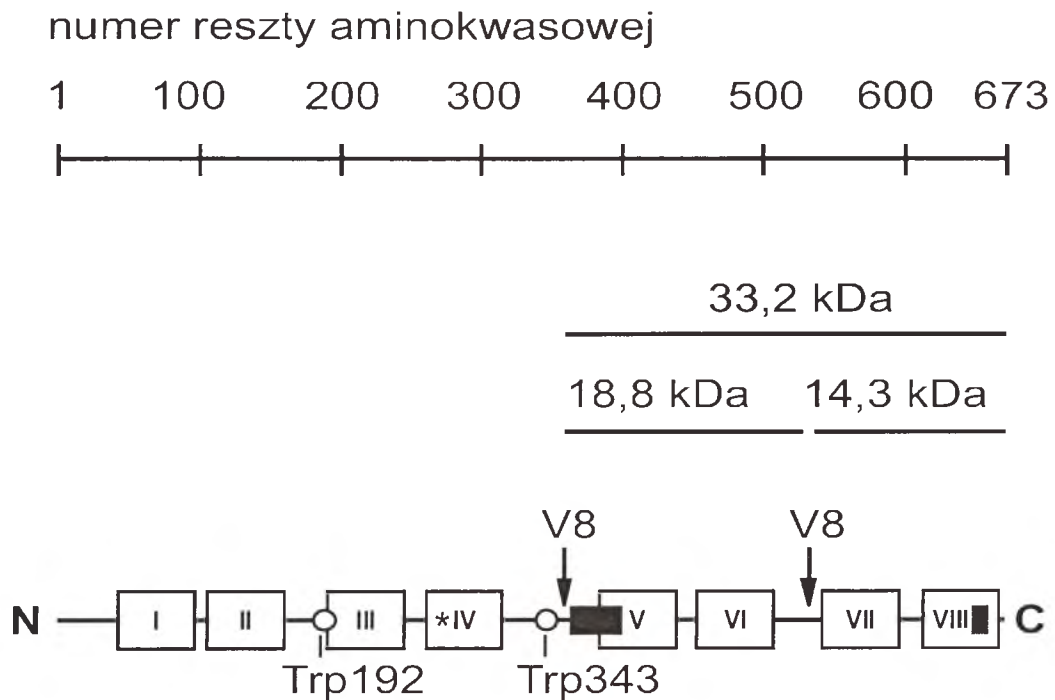 numer reszty aminokwasowej
1 100 200 300 400 500 600 673
33,2 kDa
18,8 kDa 14,3 kDa
V8 V8
N I II III *IV V VI VII VIII C
Trp192 Trp343